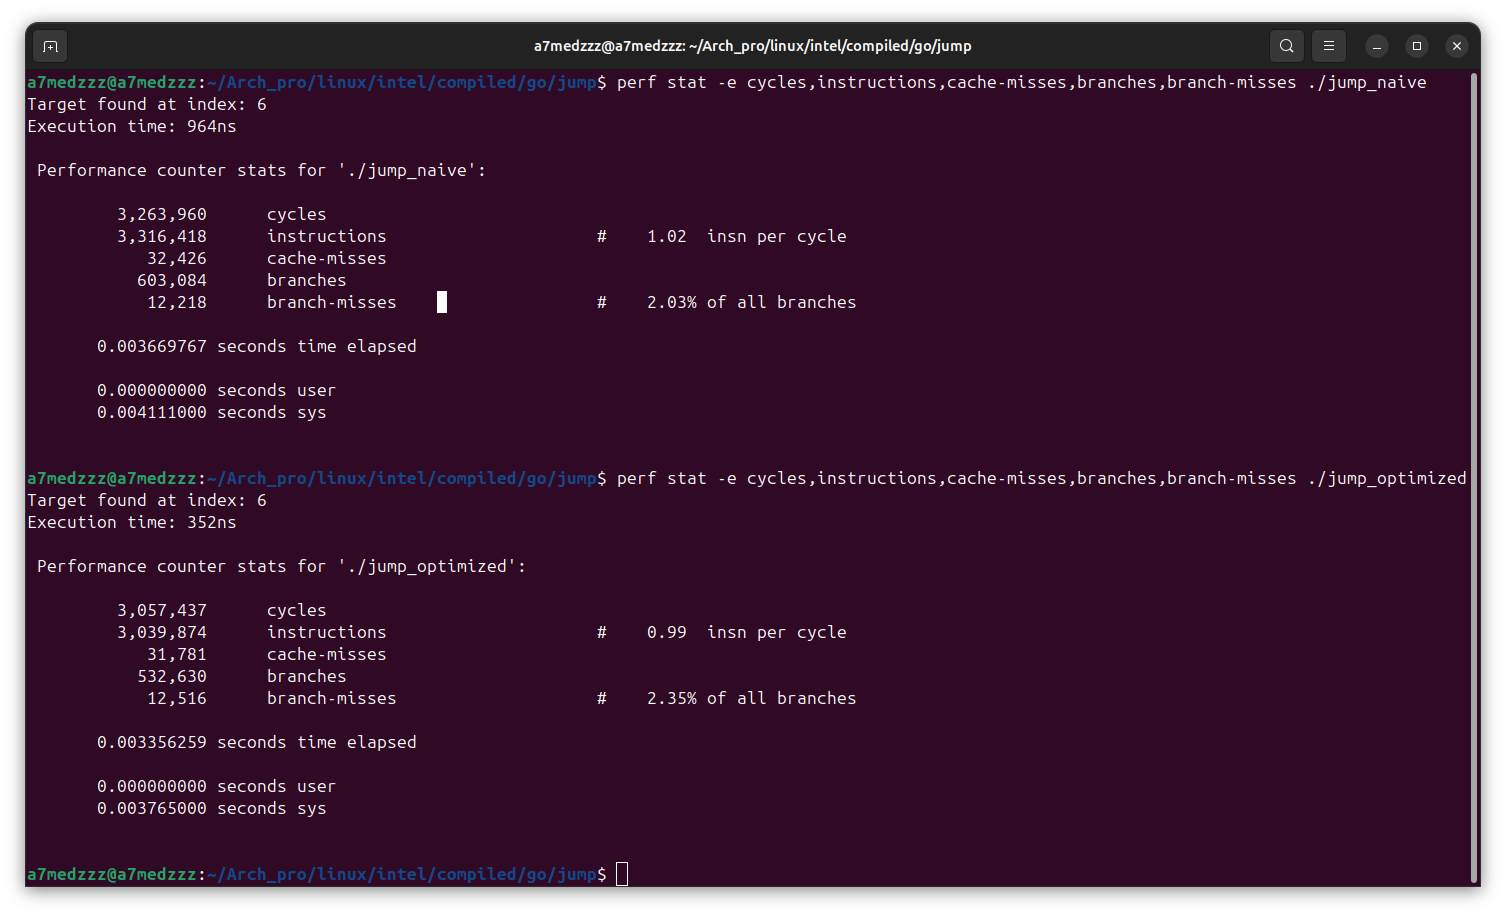 a7medzzz@a7medzzz: ~/Arch_pro/linux/intel/compiled/go/jump
a7medzzz@a7medzzz:~/Arch_pro/linux/intel/compiled/go/jump$ perf stat -e cycles,instructions,cache-misses,branches,branch-misses ./jump_naive
Target found at index: 6
Execution time: 964ns
Performance counter stats for './jump_naive':
3,263,960 cycles
3,316,418 instructions # 1.02 insn per cycle
32,426 cache-misses
603,084 branches
12,218 branch-misses # 2.03% of all branches
0.003669767 seconds time elapsed
0.000000000 seconds user
0.004111000 seconds sys
a7medzzz@a7medzzz:~/Arch_pro/linux/intel/compiled/go/jump$ perf stat -e cycles,instructions,cache-misses,branches,branch-misses ./jump_optimized
Target found at index: 6
Execution time: 352ns
Performance counter stats for './jump_optimized':
3,057,437 cycles
3,039,874 instructions # 0.99 insn per cycle
31,781 cache-misses
532,630 branches
12,516 branch-misses # 2.35% of all branches
0.003356259 seconds time elapsed
0.000000000 seconds user
0.003765000 seconds sys
a7medzzz@a7medzzz:~/Arch_pro/linux/intel/compiled/go/jump$